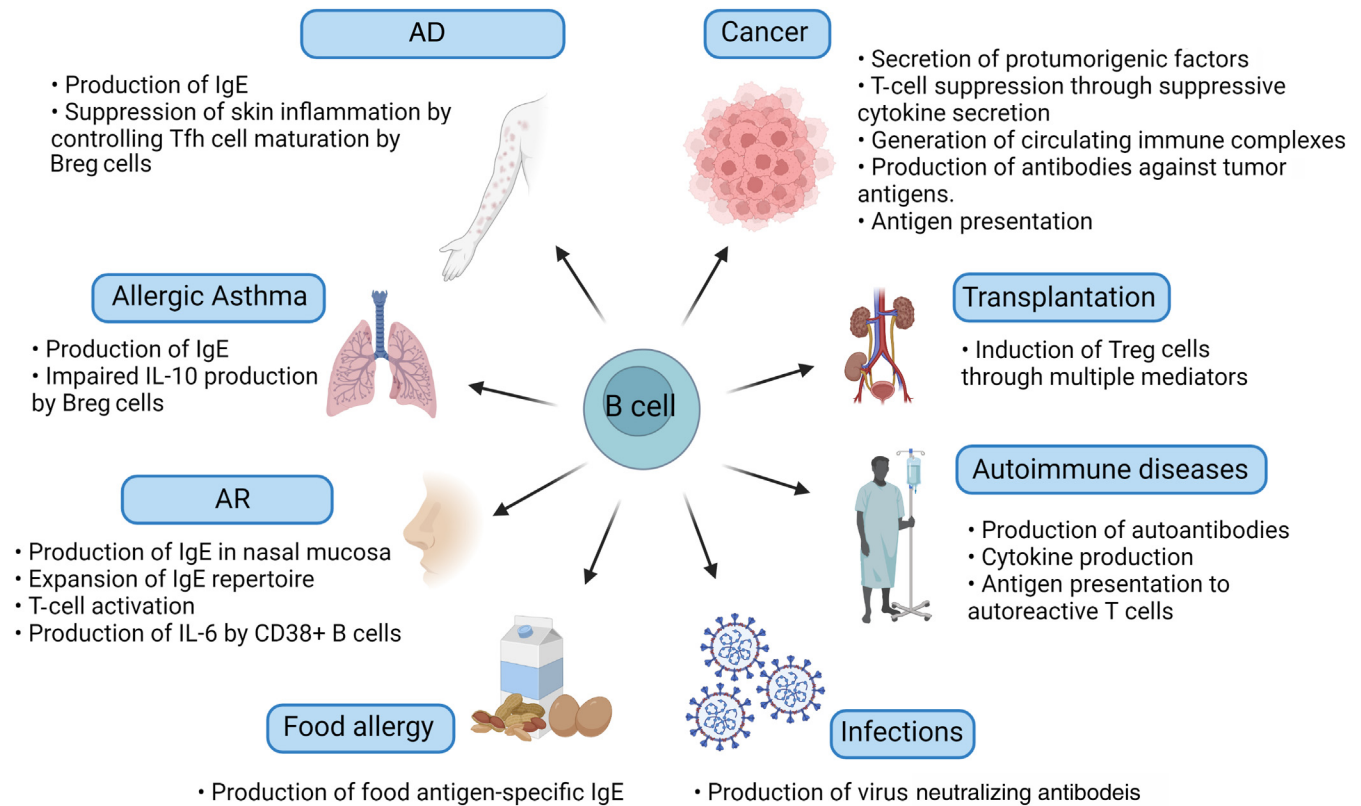 AD
• Production of IgE
• Suppression of skin inflammation by
controlling Tfh cell maturation by
Breg cells
Cancer
• Secretion of protumorigenic factors
• T-cell suppression through suppressive
cytokine secretion
• Generation of circulating immune complexes
• Production of antibodies against tumor
antigens.
• Antigen presentation
Allergic Asthma
• Production of IgE
• Impaired IL-10 production
by Breg cells
Transplantation
• Induction of Treg cells
through multiple mediators
B cell
AR
• Production of IgE in nasal mucosa
• Expansion of IgE repertoire
• T-cell activation
• Production of IL-6 by CD38+ B cells
Autoimmune diseases
• Production of autoantibodies
• Cytokine production
• Antigen presentation to
autoreactive T cells
Food allergy
• Production of food antigen-specific IgE
Infections
• Production of virus neutralizing antibodeis